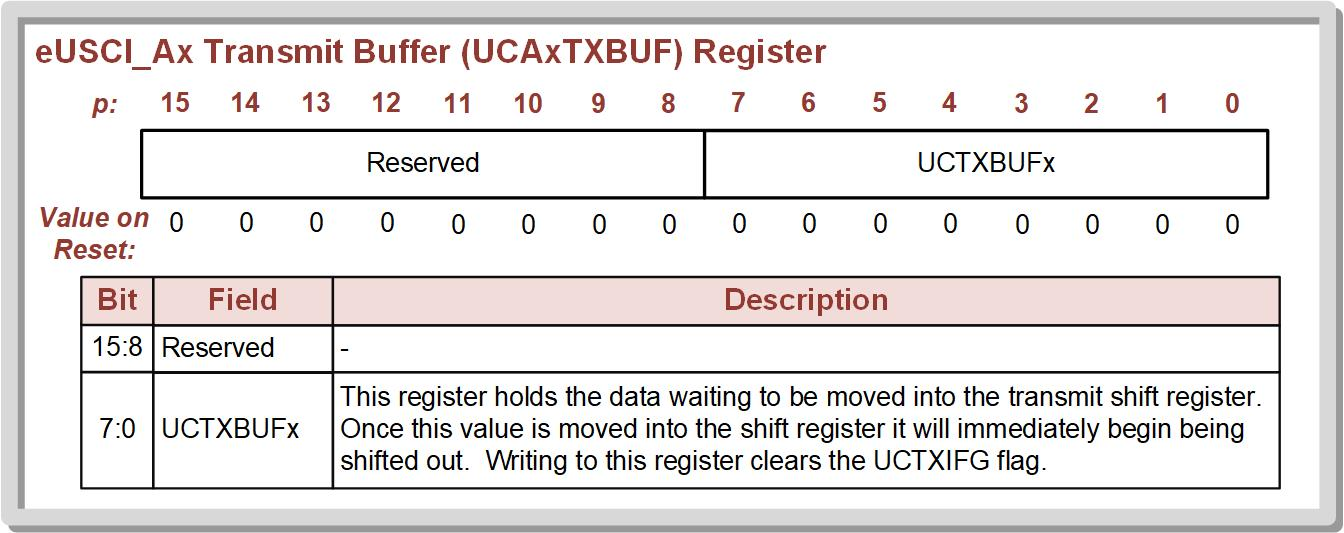 eUSCI_Ax Transmit Buffer (UCAxTXBUF) Register
p: 15 14 13 12 11 10 9 8 7 6 5 4 3 2 1 0
Reserved UCTXBUFx
Value on Reset: 0 0 0 0 0 0 0 0 0 0 0 0 0 0 0 0
Bit Field Description
15:8 Reserved -
7:0 UCTXBUFx This register holds the data waiting to be moved into the transmit shift register.
Once this value is moved into the shift register it will immediately begin being
shifted out. Writing to this register clears the UCTXIFG flag.